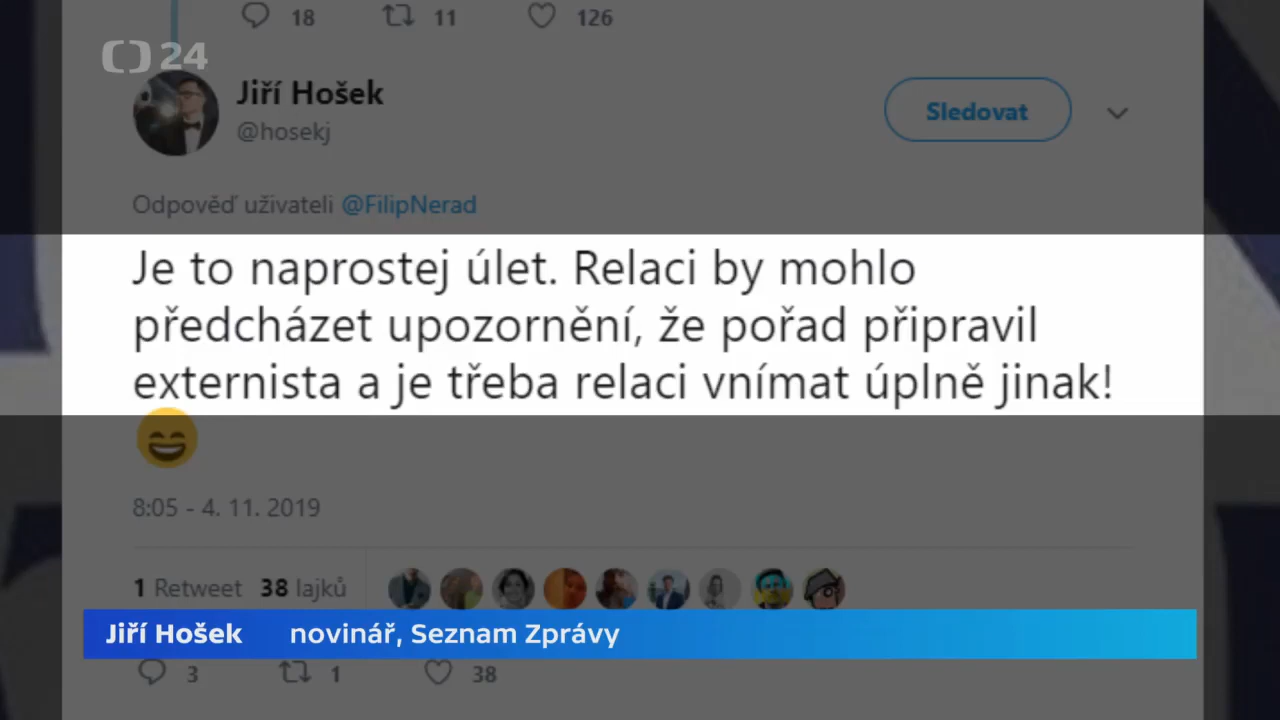 18 11 126
24
Jiří Hošek
@hosekj
Sledovat
Odpověď uživateli @FilipNerad
Je to naprostej úlet. Relaci by mohlo
předcházet upozornění, že pořad připravil
externista a je třeba relaci vnímat úplně jinak!
8:05 - 4. 11. 2019
1 Retweet 38 lajků
Jiří Hošek novinář, Seznam Zprávy
3 1 38